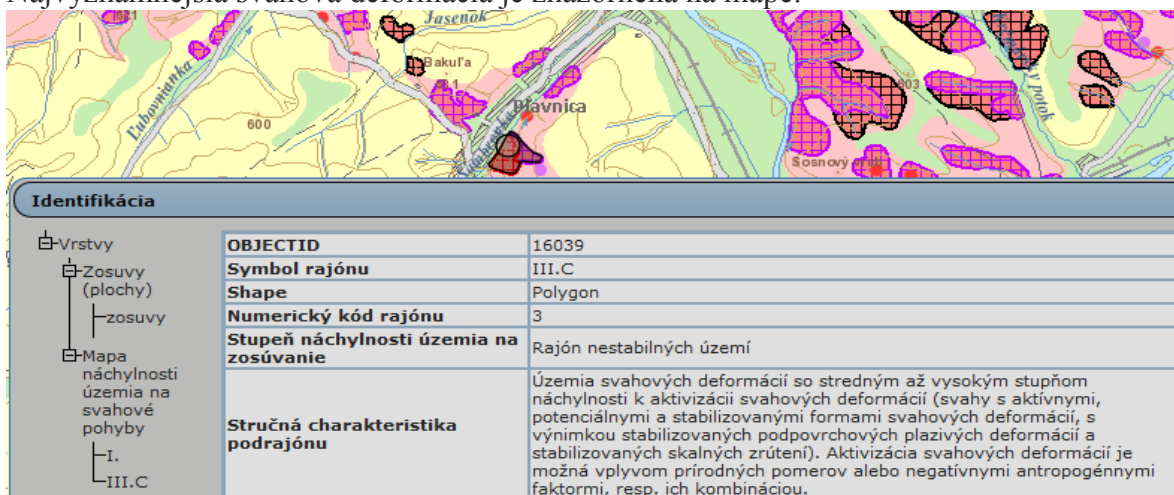 Najvýznamnejšia svahová deformácia je znázornená na mape:
Jasenok
Bakuľa
Ľubovnianka
600
Plavnica
603
potok
Sosnový
Identifikácia
Vrstvy
Zosuvy
(plochy)
zosuvy
Mapa
náchylnosti
územia na
svahové
pohyby
I.
III.C
OBJECTID 16039
Symbol rajónu III.C
Shape Polygon
Numerický kód rajónu 3
Stupeň náchylnosti územia na
zosúvanie Rajón nestabilných území
Stručná charakteristika
podrajónu
Územia svahových deformácií so stredným až vysokým stupňom
náchylnosti k aktivizácii svahových deformácií (svahy s aktívnymi,
potenciálnymi a stabilizovanými formami svahových deformácií, s
výnimkou stabilizovaných podpovrchových plazivých deformácií a
stabilizovaných skalných zrútení). Aktivizácia svahových deformácií je
možná vplyvom prírodných pomerov alebo negatívnymi antropogénnymi
faktormi, resp. ich kombináciou.